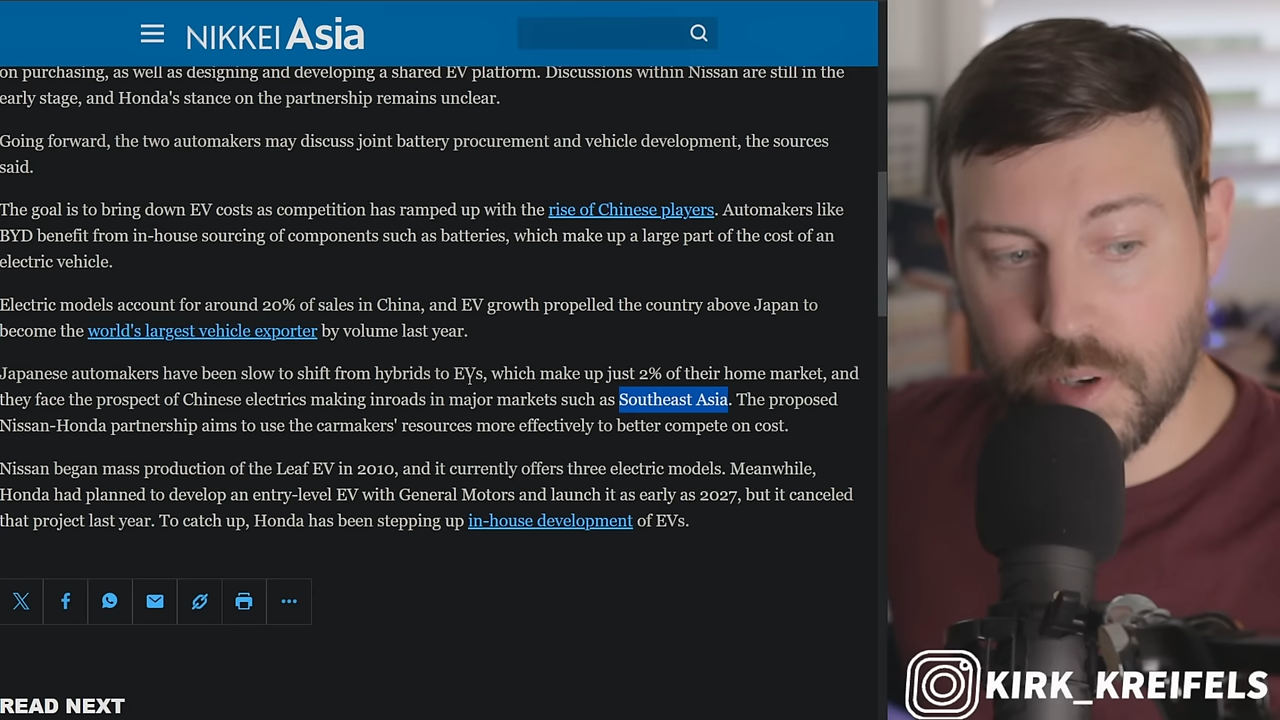 NIKKEI Asia
on purchasing, as well as designing and developing a shared EV platform. Discussions within Nissan are still in the
early stage, and Honda's stance on the partnership remains unclear.
Going forward, the two automakers may discuss joint battery procurement and vehicle development, the sources
said.
The goal is to bring down EV costs as competition has ramped up with the rise of Chinese players. Automakers like
BYD benefit from in-house sourcing of components such as batteries, which make up a large part of the cost of an
electric vehicle.
Electric models account for around 20% of sales in China, and EV growth propelled the country above Japan to
become the world's largest vehicle exporter by volume last year.
Japanese automakers have been slow to shift from hybrids to EVs, which make up just 2% of their home market, and
they face the prospect of Chinese electrics making inroads in major markets such as Southeast Asia. The proposed
Nissan-Honda partnership aims to use the carmakers' resources more effectively to better compete on cost.
Nissan began mass production of the Leaf EV in 2010, and it currently offers three electric models. Meanwhile,
Honda had planned to develop an entry-level EV with General Motors and launch it as early as 2027, but it canceled
that project last year. To catch up, Honda has been stepping up in-house development of EVs.
READ NEXT
KIRK_KREIFELS